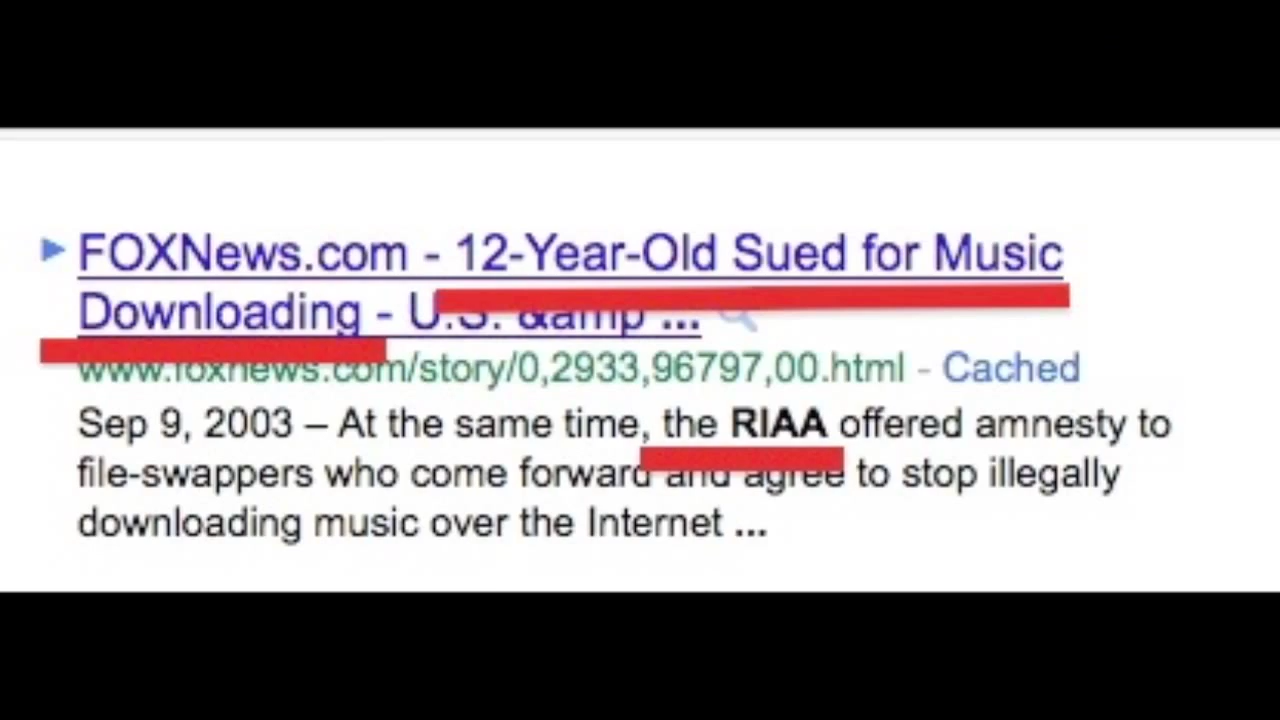 FOXNews.com - 12-Year-Old Sued for Music
Downloading - U.S. &amp ...
www.foxnews.com/story/0,2933,96797,00.html - Cached
Sep 9, 2003 – At the same time, the RIAA offered amnesty to
file-swappers who come forward and agree to stop illegally
downloading music over the Internet ...